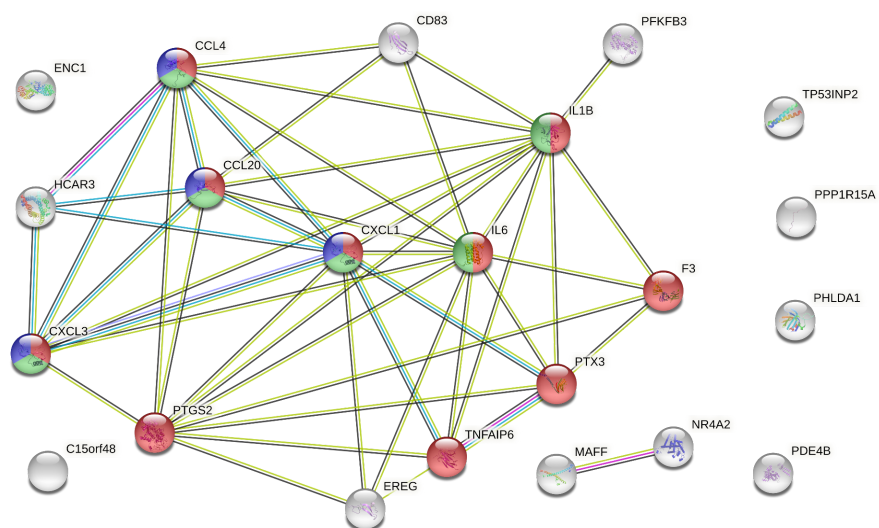 CD83
PFKFB3
CCL4
ENC1
TP53INP2
IL1B
CCL20
HCAR3
PPP1R15A
CXCL1
IL6
F3
PHLDA1
CXCL3
PTX3
PTGS2
NR4A2
TNFAIP6
C15orf48
MAFF
PDE4B
EREG